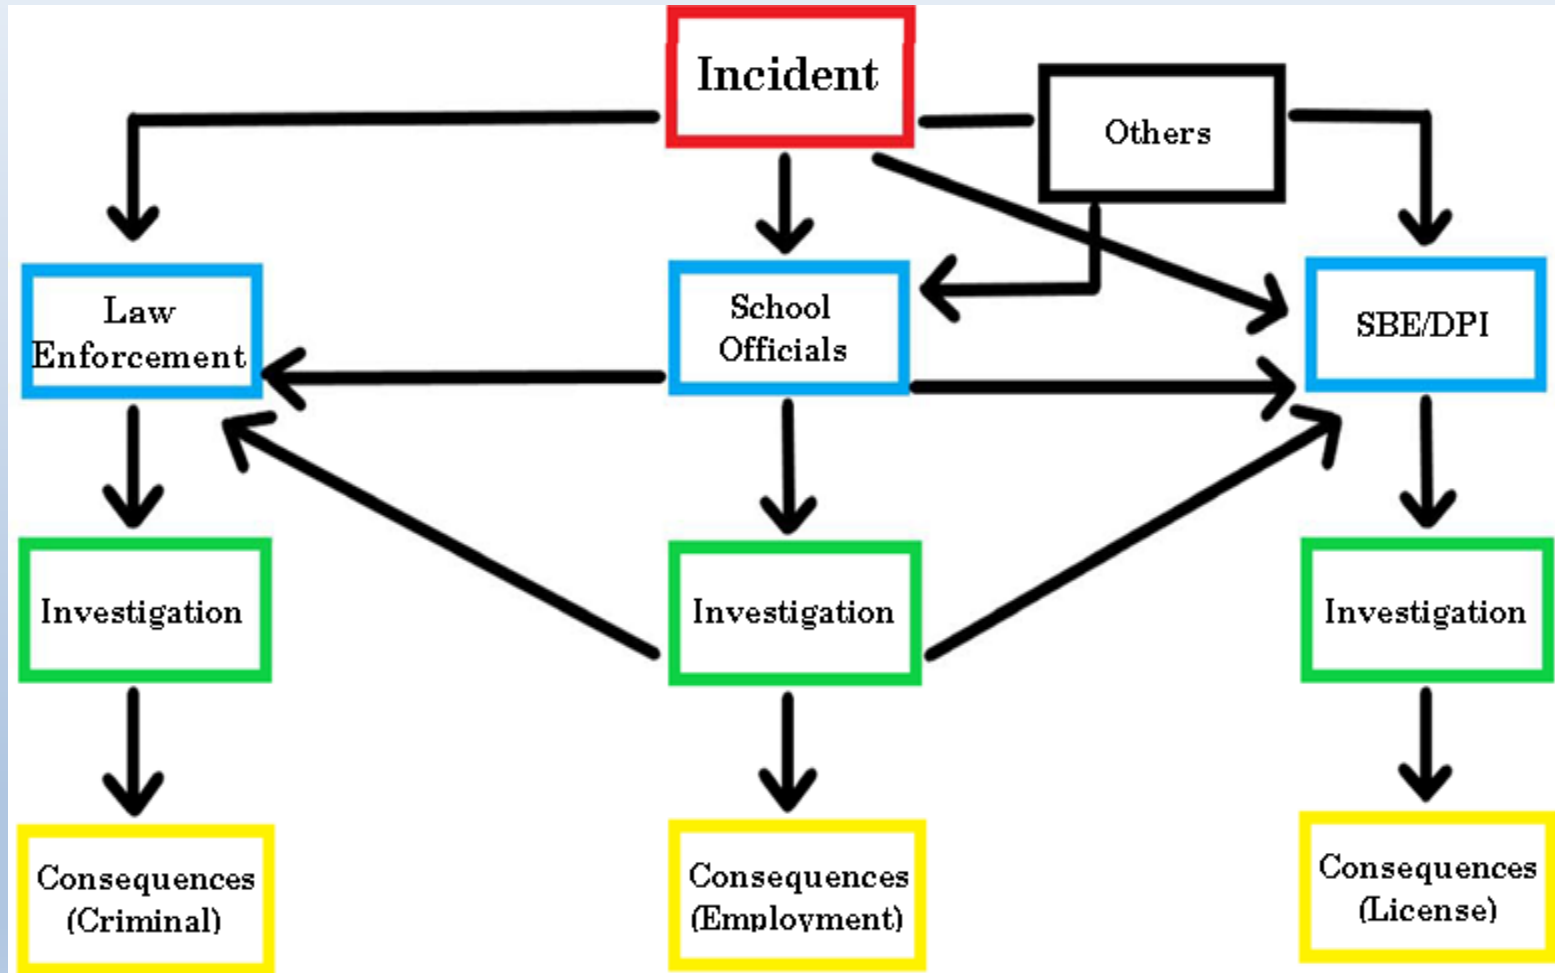 Incident
Others
Law
Enforcement
School
Officials
SBE/DPI
Investigation
Investigation
Investigation
Consequences
(Criminal)
Consequences
(Employment)
Consequences
(License)